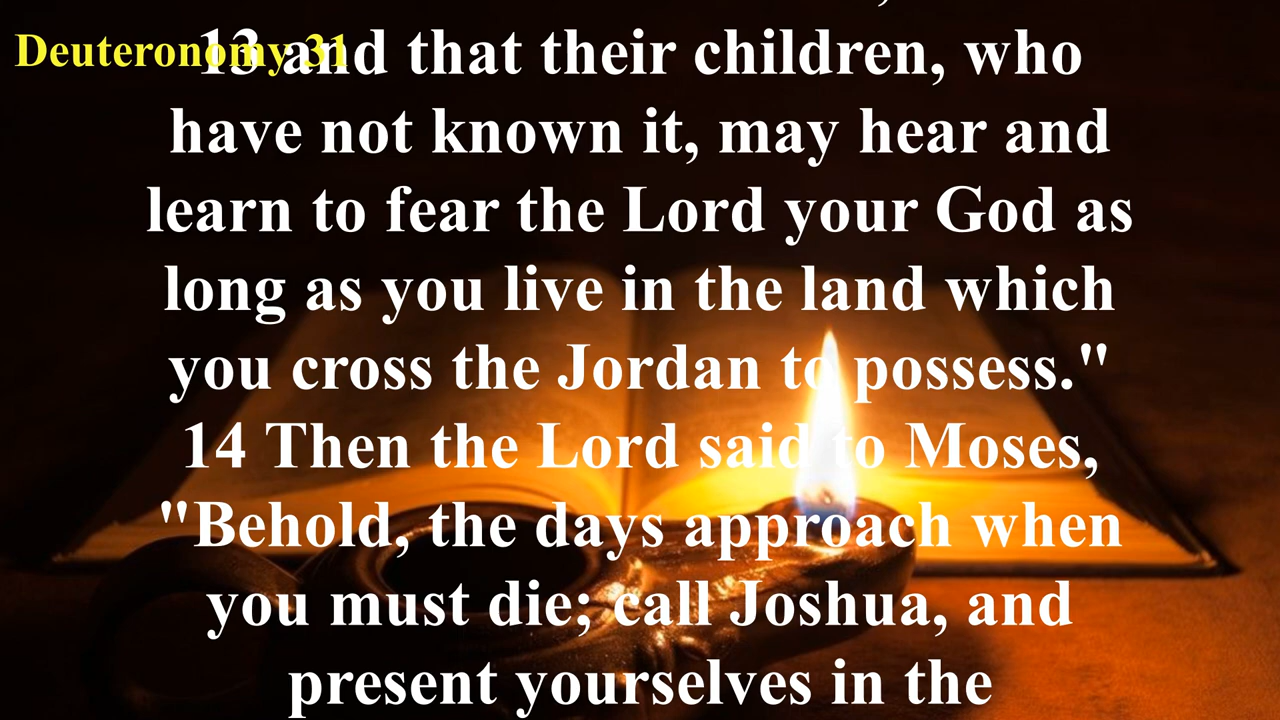 Deuteronomy 31
13 and that their children, who
have not known it, may hear and
learn to fear the Lord your God as
long as you live in the land which
you cross the Jordan to possess."
14 Then the Lord said to Moses,
"Behold, the days approach when
you must die; call Joshua, and
present yourselves in the